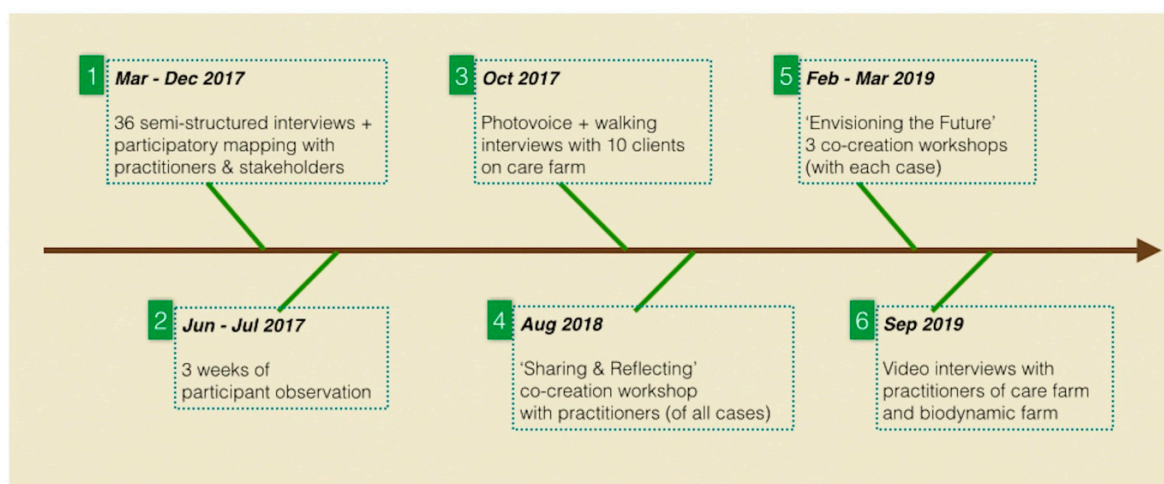 1
Mar - Dec 2017
36 semi-structured interviews +
participatory mapping with
practitioners & stakeholders
2
Jun - Jul 2017
3 weeks of
participant observation
3
Oct 2017
Photovoice + walking
interviews with 10 clients
on care farm
4
Aug 2018
‘Sharing & Reflecting’
co-creation workshop
with practitioners (of all cases)
5
Feb - Mar 2019
‘Envisioning the Future’
3 co-creation workshops
(with each case)
6
Sep 2019
Video interviews with
practitioners of care farm
and biodynamic farm